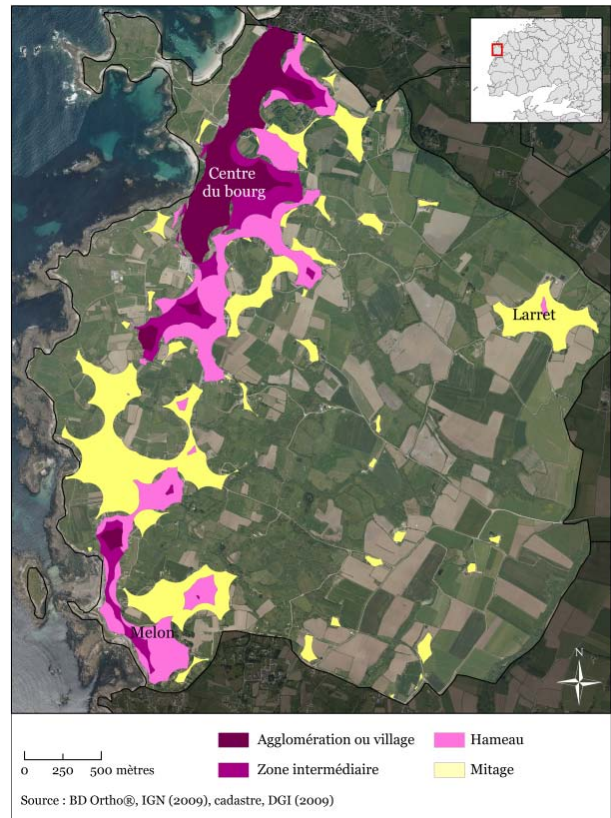 Centre
du bourg
Larret
Melon
N
Agglomération ou village
Hameau
Zone intermédiaire
Mitage
0 250 500 mètres
Source : BD Ortho®, IGN (2009), cadastre, DGI (2009)